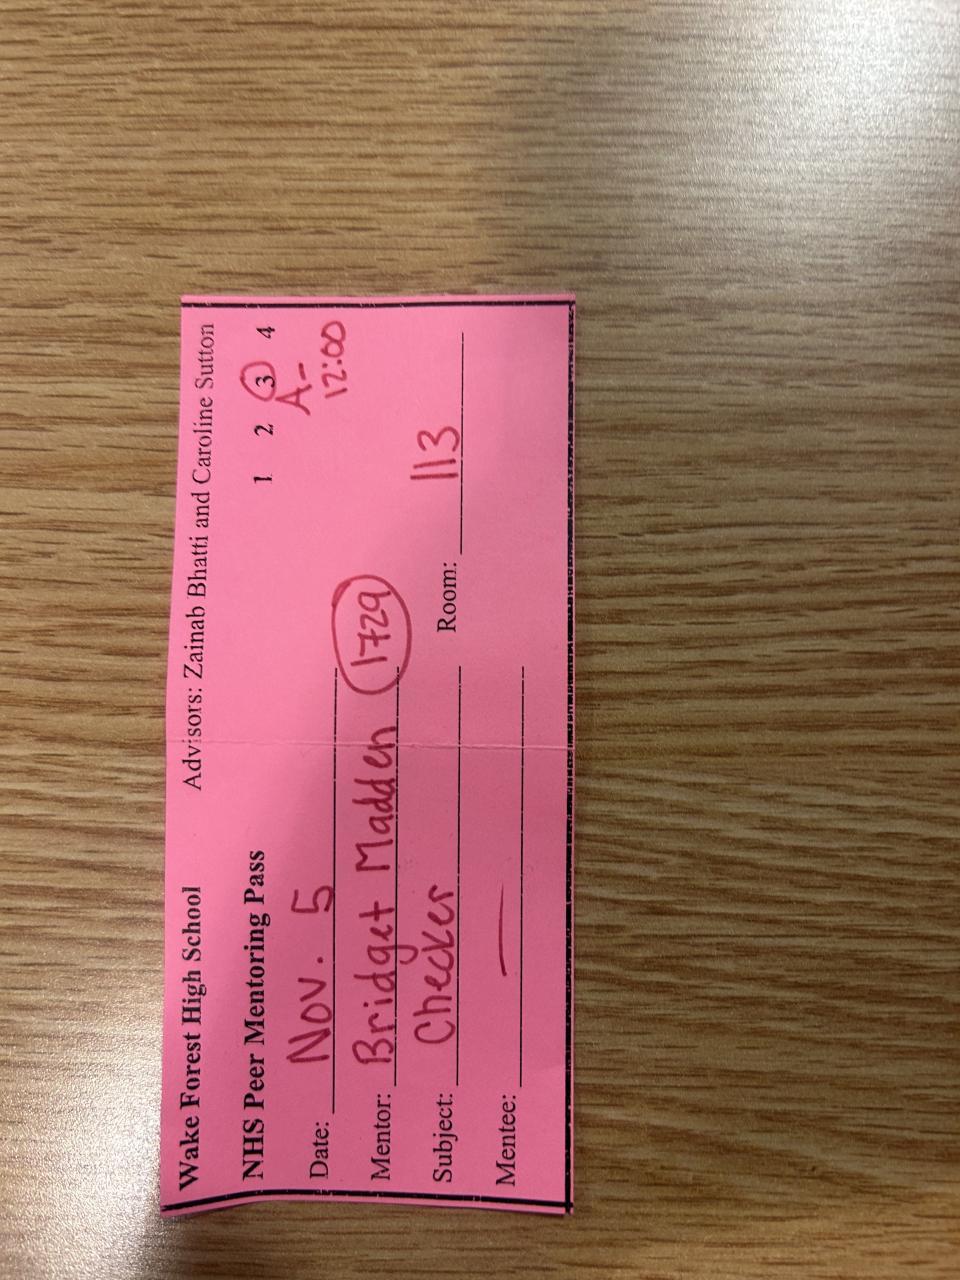 Wake Forest High School Advisors: Zainab Bhatti and Caroline Sutton
NHS Peer Mentoring Pass 1 2 3 4
A-
Date: Nov. 5 12:00
Mentor: Bridget Madden 1729
Subject: Checker Room: 113
Mentee: —